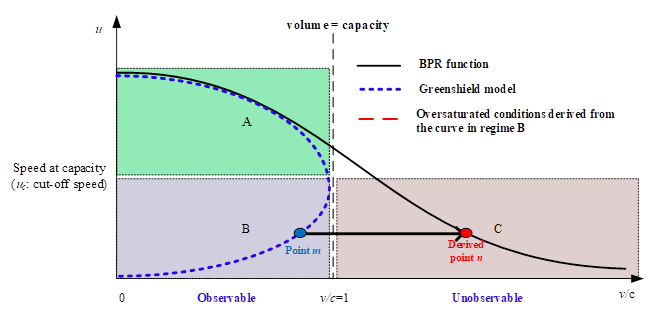 u
volume = capacity
BPR function
Greenshield model
Oversaturated conditions derived from
the curve in regime B
A
Speed at capacity
(uc: cut-off speed)
B
C
Point m
Derived
point n
0
Observable
v/c=1
Unobservable
v/c